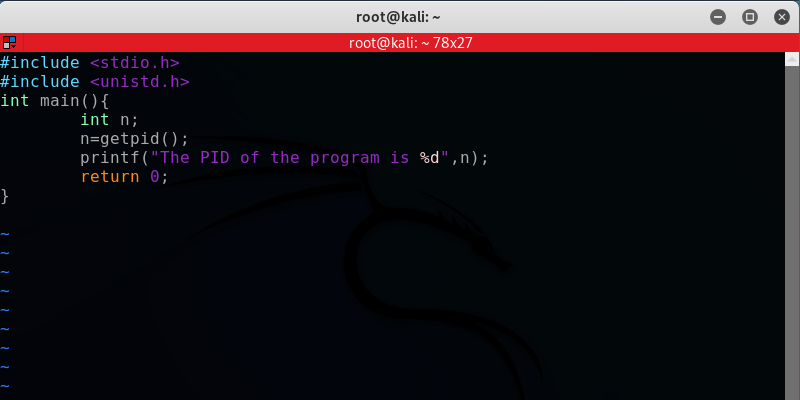 root@kali: ~
root@kali: ~ 78x27
#include <stdio.h>
#include <unistd.h>
int main(){
        int n;
        n=getpid();
        printf("The PID of the program is %d",n);
        return 0;
}
~
~
~
~
~
~
~
~
~